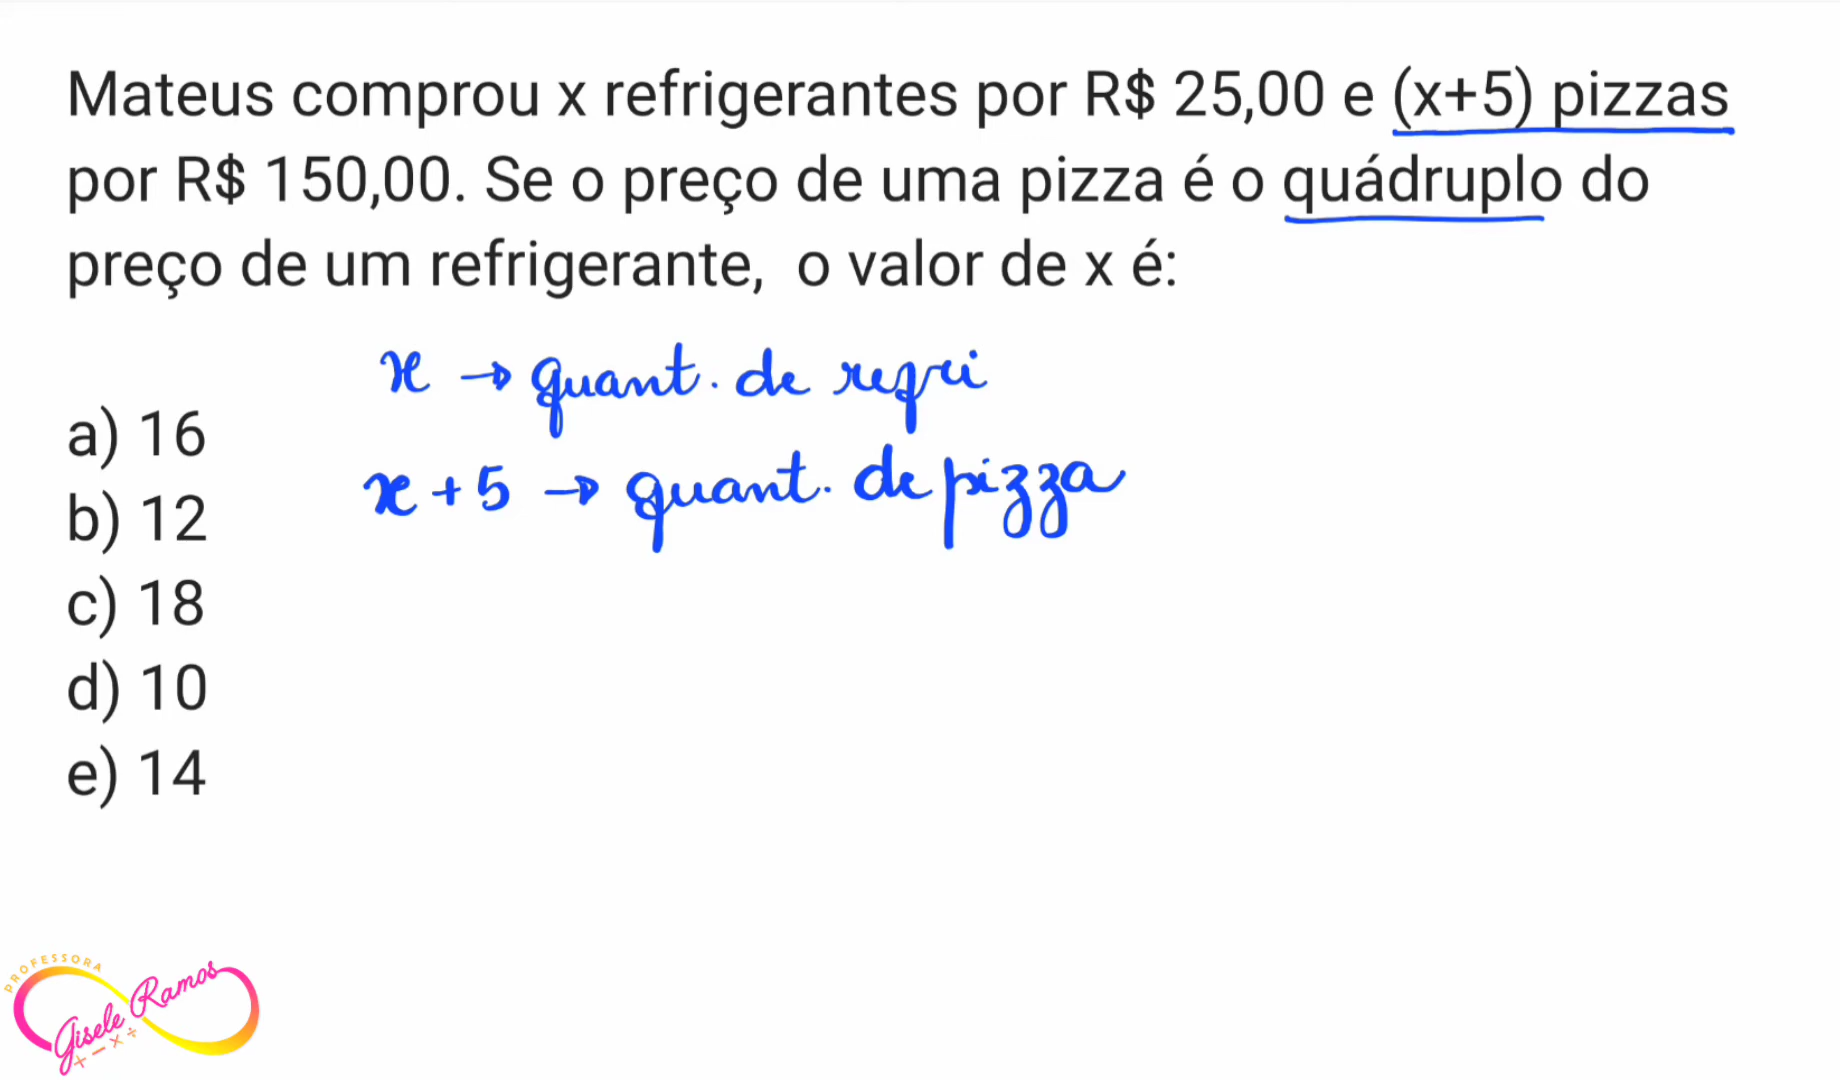 Mateus comprou x refrigerantes por R$ 25,00 e (x+5) pizzas
por R$ 150,00. Se o preço de uma pizza é o quádruplo do
preço de um refrigerante, o valor de x é:
x → quant. de refri
a) 16
x + 5 → quant. de pizza
b) 12
c) 18
d) 10
e) 14
PROFESSORA
Gisele Ramos
+ − × ÷